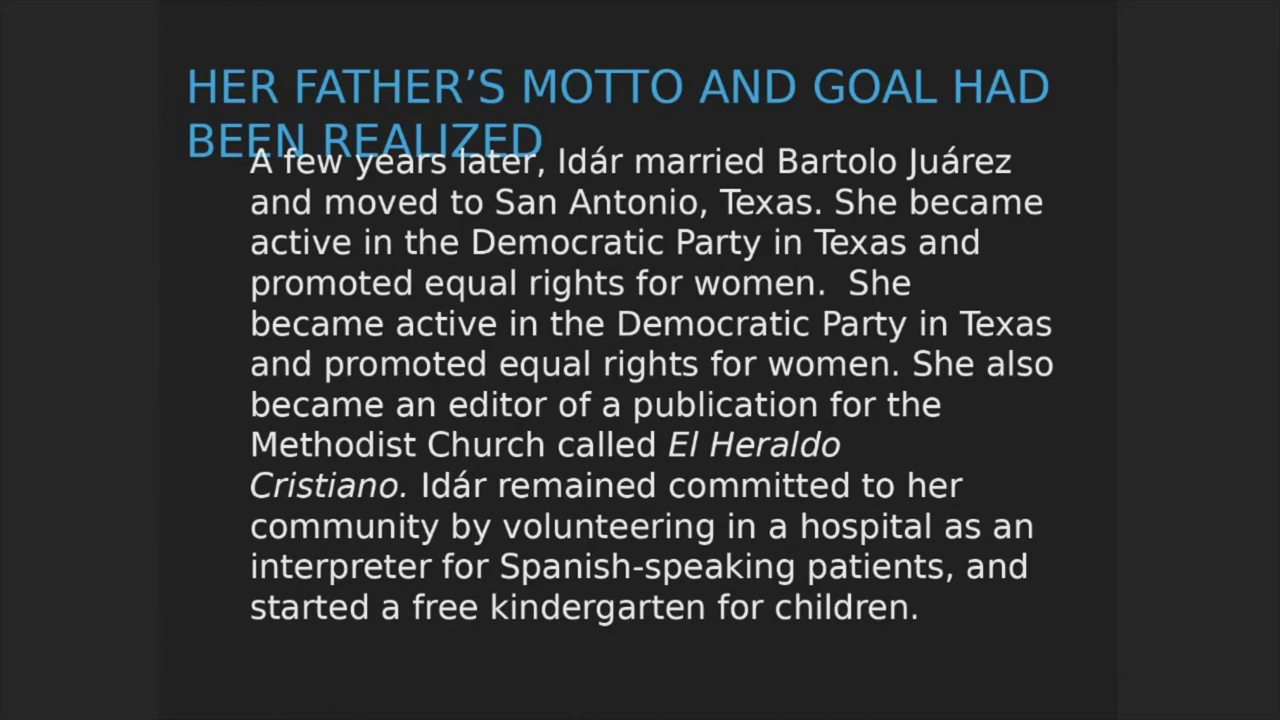 HER FATHER’S MOTTO AND GOAL HAD
BEEN REALIZED
A few years later, Idár married Bartolo Juárez
and moved to San Antonio, Texas. She became
active in the Democratic Party in Texas and
promoted equal rights for women.  She
became active in the Democratic Party in Texas
and promoted equal rights for women. She also
became an editor of a publication for the
Methodist Church called El Heraldo
Cristiano. Idár remained committed to her
community by volunteering in a hospital as an
interpreter for Spanish-speaking patients, and
started a free kindergarten for children.